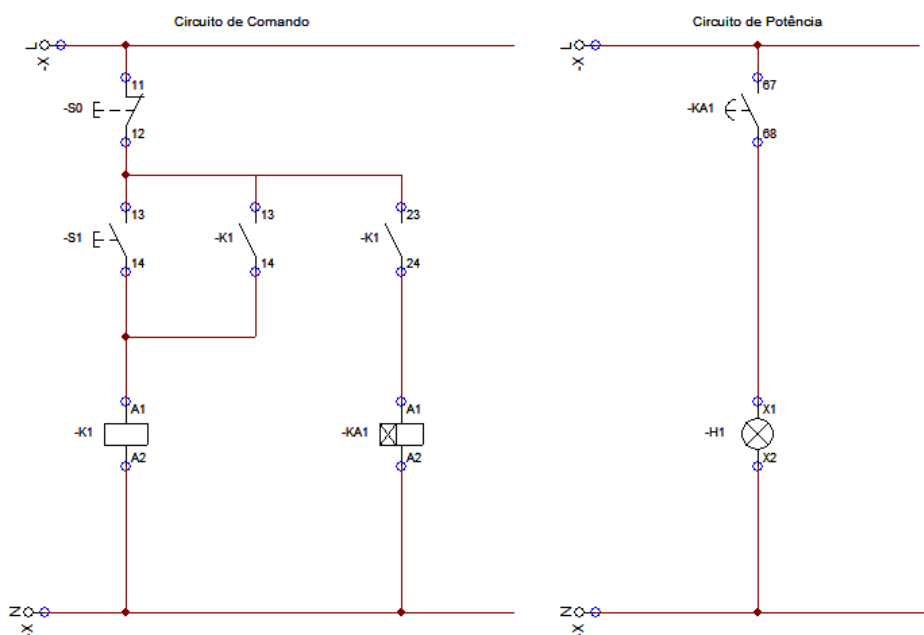 Circuito de Comando
Circuito de Potência
L
-X
L
-X
11
-S0
12
67
-KA1
68
13
-S1
14
13
-K1
14
23
-K1
24
A1
-K1
A2
A1
-KA1
A2
X1
-H1
X2
N
-X
N
-X